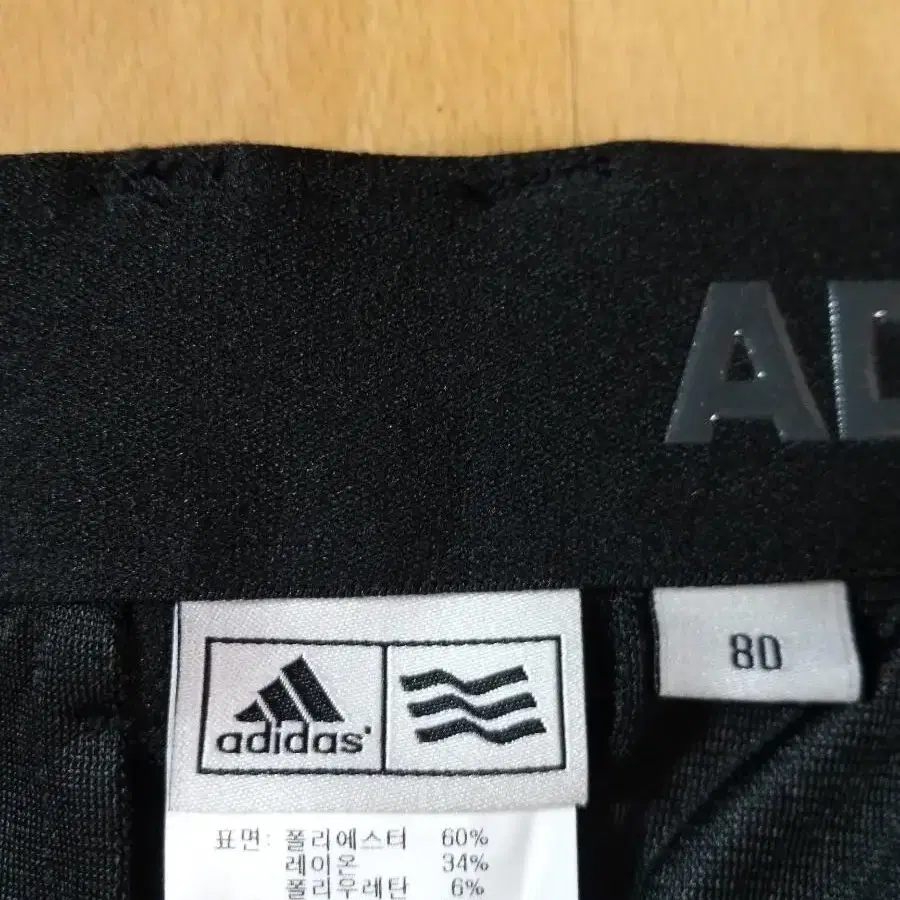 AD
adidas
80
표면: 폴리에스터 60%
레이온 34%
폴리우레탄 6%